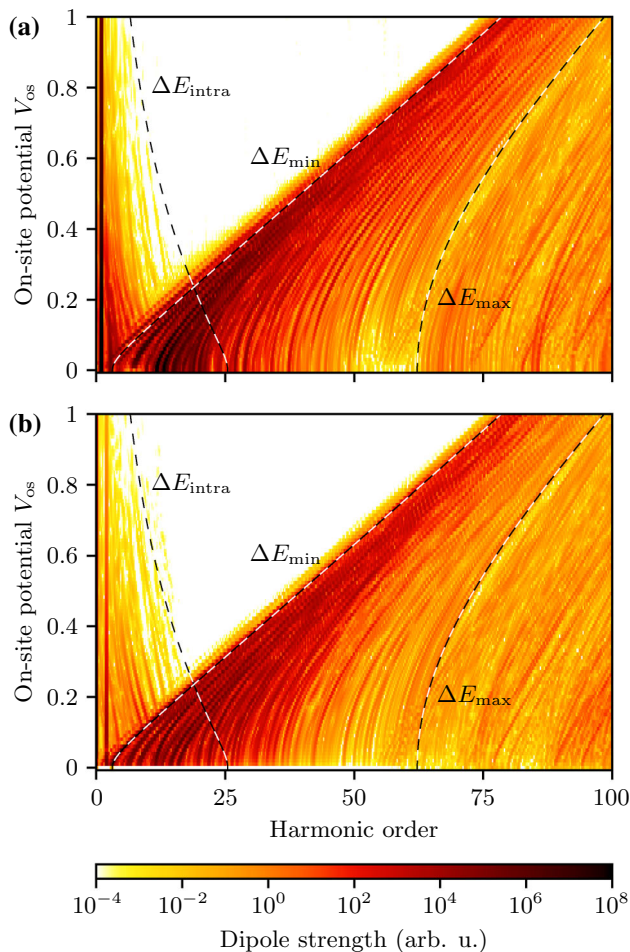 (a)
1
0.8
0.6
0.4
0.2
0
On-site potential V_os
ΔE_intra
ΔE_min
ΔE_max
(b)
1
0.8
0.6
0.4
0.2
0
On-site potential V_os
ΔE_intra
ΔE_min
ΔE_max
0 25 50 75 100
Harmonic order
10^−4 10^−2 10^0 10^2 10^4 10^6 10^8
Dipole strength (arb. u.)